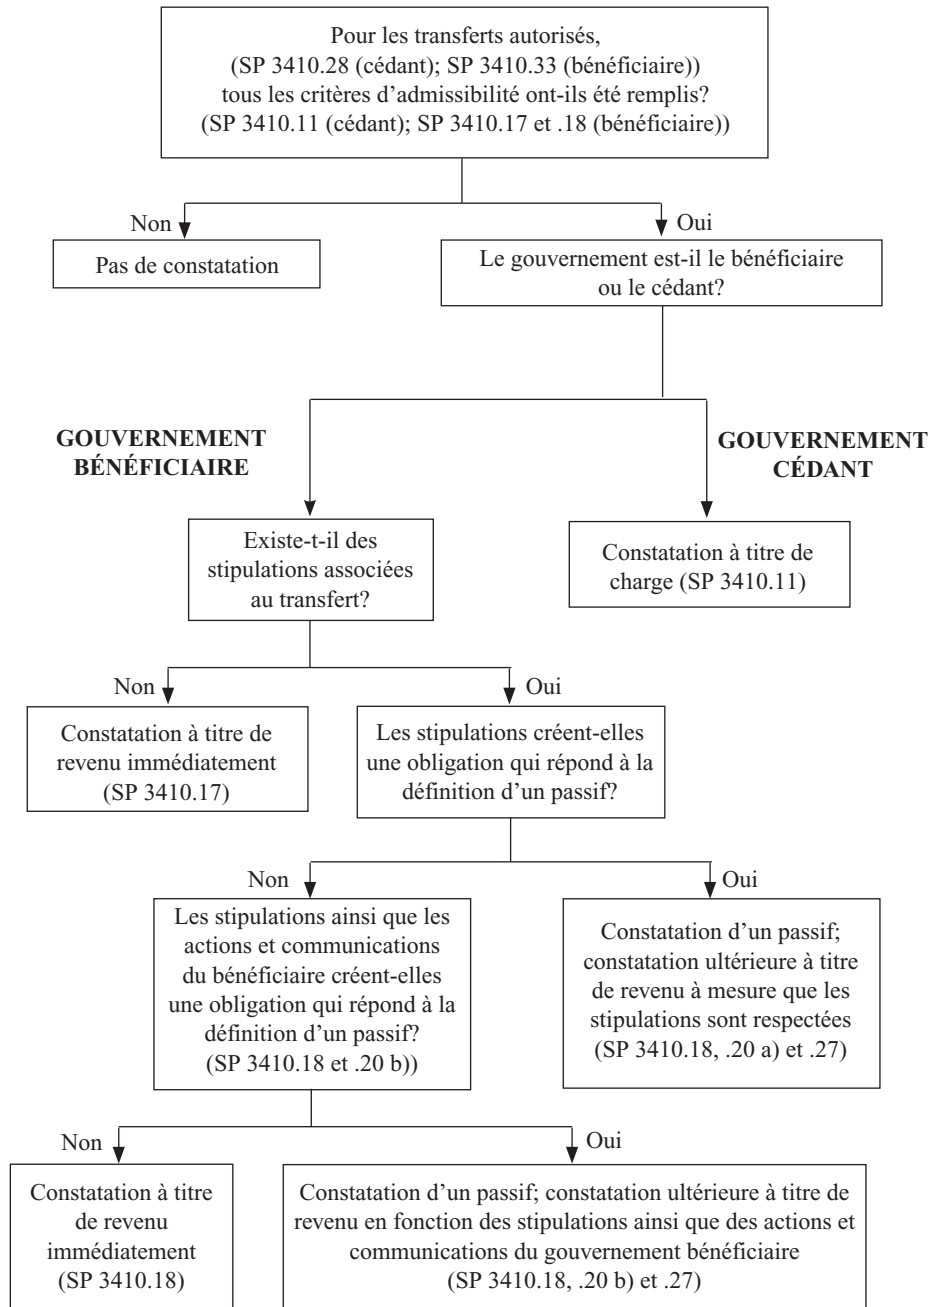 Pour les transferts autorisés,
(SP 3410.28 (cédant); SP 3410.33 (bénéficiaire))
tous les critères d’admissibilité ont-ils été remplis?
(SP 3410.11 (cédant); SP 3410.17 et .18 (bénéficiaire))
Non
Oui
Pas de constatation
Le gouvernement est-il le bénéficiaire
ou le cédant?
GOUVERNEMENT
BÉNÉFICIAIRE
GOUVERNEMENT
CÉDANT
Existe-t-il des
stipulations associées
au transfert?
Constatation à titre de
charge (SP 3410.11)
Non
Oui
Constatation à titre de
revenu immédiatement
(SP 3410.17)
Les stipulations créent-elles
une obligation qui répond à la
définition d’un passif?
Non
Oui
Les stipulations ainsi que les
actions et communications
du bénéficiaire créent-elles
une obligation qui répond à la
définition d’un passif?
(SP 3410.18 et .20 b))
Constatation d’un passif;
constatation ultérieure à titre
de revenu à mesure que les
stipulations sont respectées
(SP 3410.18, .20 a) et .27)
Non
Oui
Constatation à titre
de revenu
immédiatement
(SP 3410.18)
Constatation d’un passif; constatation ultérieure à titre de
revenu en fonction des stipulations ainsi que des actions et
communications du gouvernement bénéficiaire
(SP 3410.18, .20 b) et .27)